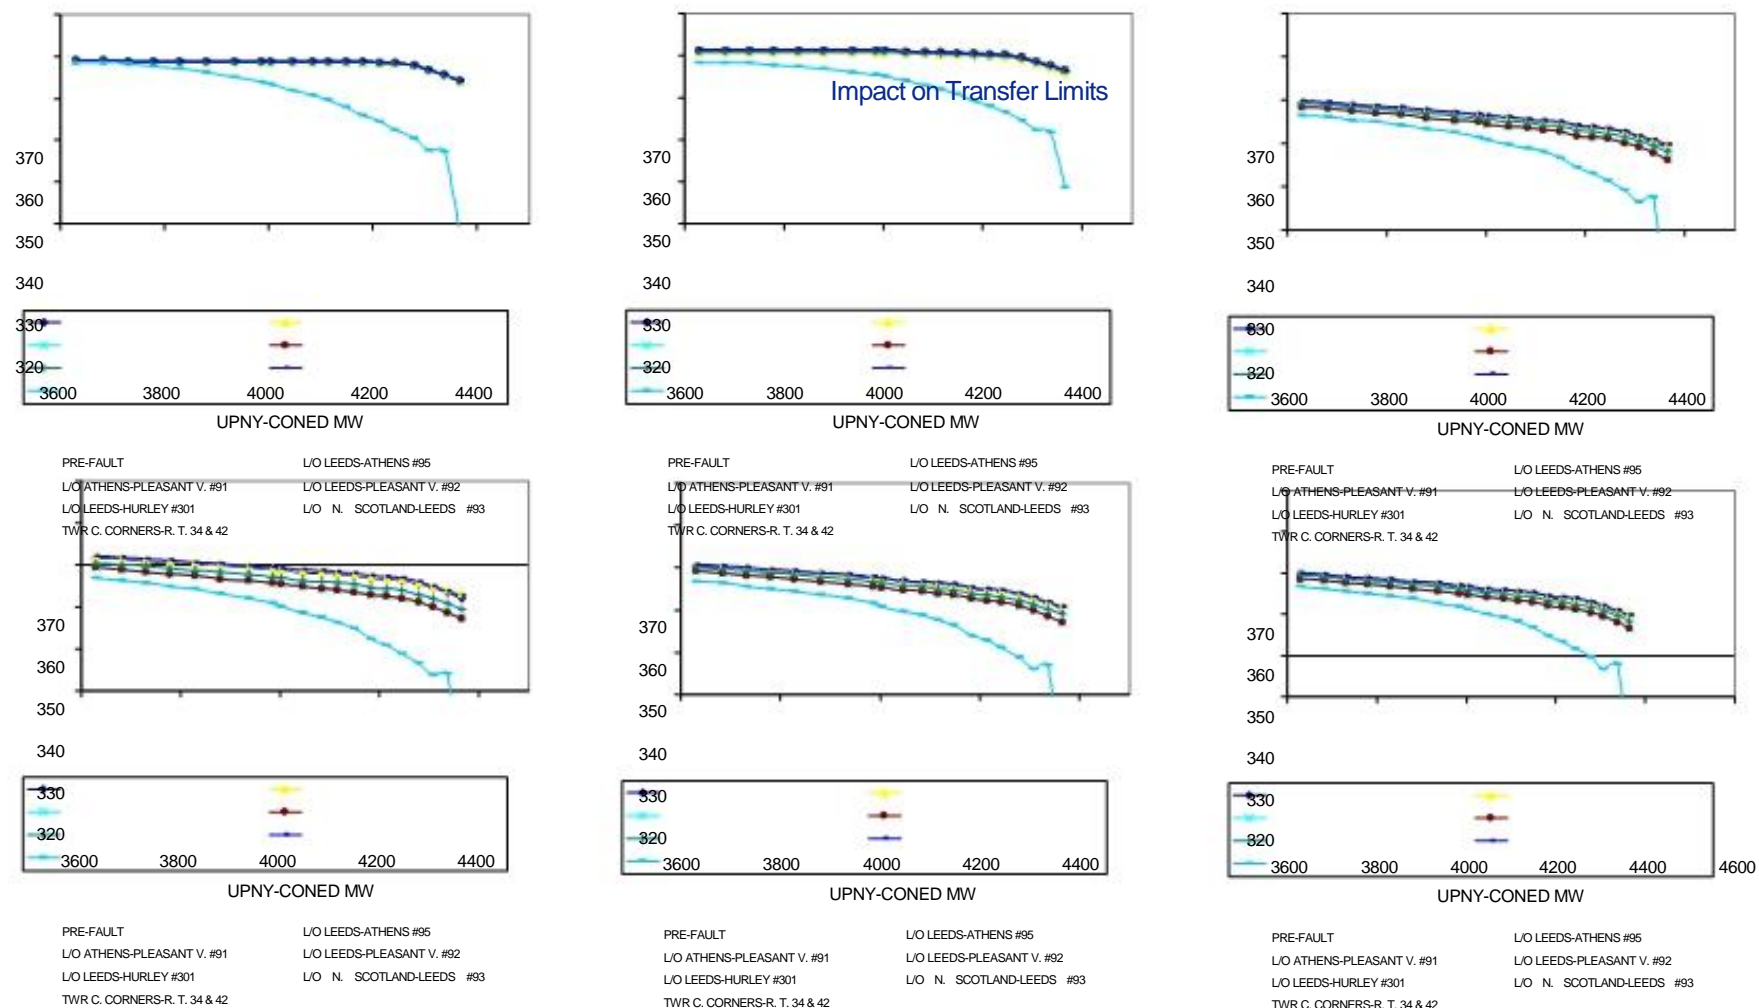 Impact on Transfer Limits
370 370 370
360 360 360
350 350 350
340 340 340
330 330 330
320 320 320
3600 3800 4000 4200 4400 3600 3800 4000 4200 4400 3600 3800 4000 4200 4400
UPNY-CONED MW UPNY-CONED MW UPNY-CONED MW
PRE-FAULT L/O LEEDS-ATHENS #95 PRE-FAULT L/O LEEDS-ATHENS #95 PRE-FAULT L/O LEEDS-ATHENS #95
L/O ATHENS-PLEASANT V. #91 L/O LEEDS-PLEASANT V. #92 L/O ATHENS-PLEASANT V. #91 L/O LEEDS-PLEASANT V. #92 L/O ATHENS-PLEASANT V. #91 L/O LEEDS-PLEASANT V. #92
L/O LEEDS-HURLEY #301 L/O N. SCOTLAND-LEEDS #93 L/O LEEDS-HURLEY #301 L/O N. SCOTLAND-LEEDS #93 L/O LEEDS-HURLEY #301 L/O N. SCOTLAND-LEEDS #93
TWR C. CORNERS-R. T. 34 & 42 TWR C. CORNERS-R. T. 34 & 42 TWR C. CORNERS-R. T. 34 & 42
370 370 370
360 360 360
350 350 350
340 340 340
330 330 330
320 320 320
3600 3800 4000 4200 4400 3600 3800 4000 4200 4400 3600 3800 4000 4200 4400 4600
UPNY-CONED MW UPNY-CONED MW UPNY-CONED MW
PRE-FAULT L/O LEEDS-ATHENS #95 PRE-FAULT L/O LEEDS-ATHENS #95 PRE-FAULT L/O LEEDS-ATHENS #95
L/O ATHENS-PLEASANT V. #91 L/O LEEDS-PLEASANT V. #92 L/O ATHENS-PLEASANT V. #91 L/O LEEDS-PLEASANT V. #92 L/O ATHENS-PLEASANT V. #91 L/O LEEDS-PLEASANT V. #92
L/O LEEDS-HURLEY #301 L/O N. SCOTLAND-LEEDS #93 L/O LEEDS-HURLEY #301 L/O N. SCOTLAND-LEEDS #93 L/O LEEDS-HURLEY #301 L/O N. SCOTLAND-LEEDS #93
TWR C. CORNERS-R. T. 34 & 42 TWR C. CORNERS-R. T. 34 & 42 TWR C. CORNERS-R. T. 34 & 42